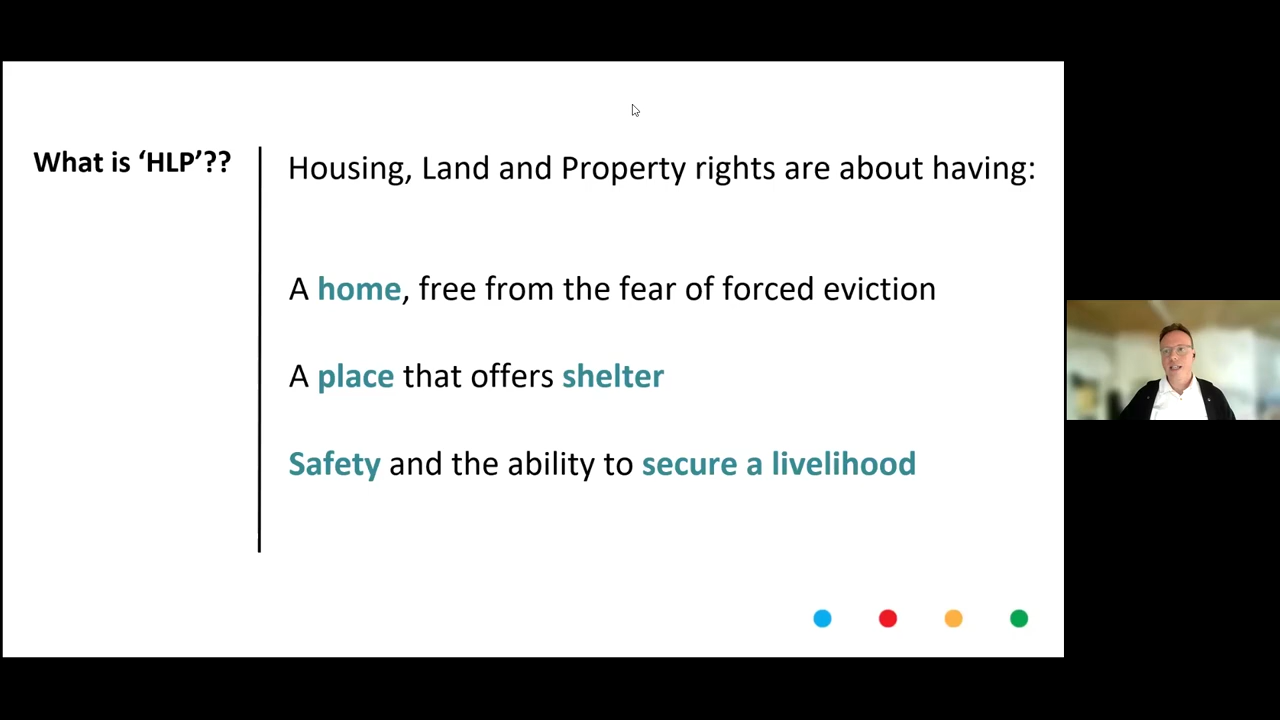 What is ‘HLP’??
Housing, Land and Property rights are about having:
A home, free from the fear of forced eviction
A place that offers shelter
Safety and the ability to secure a livelihood